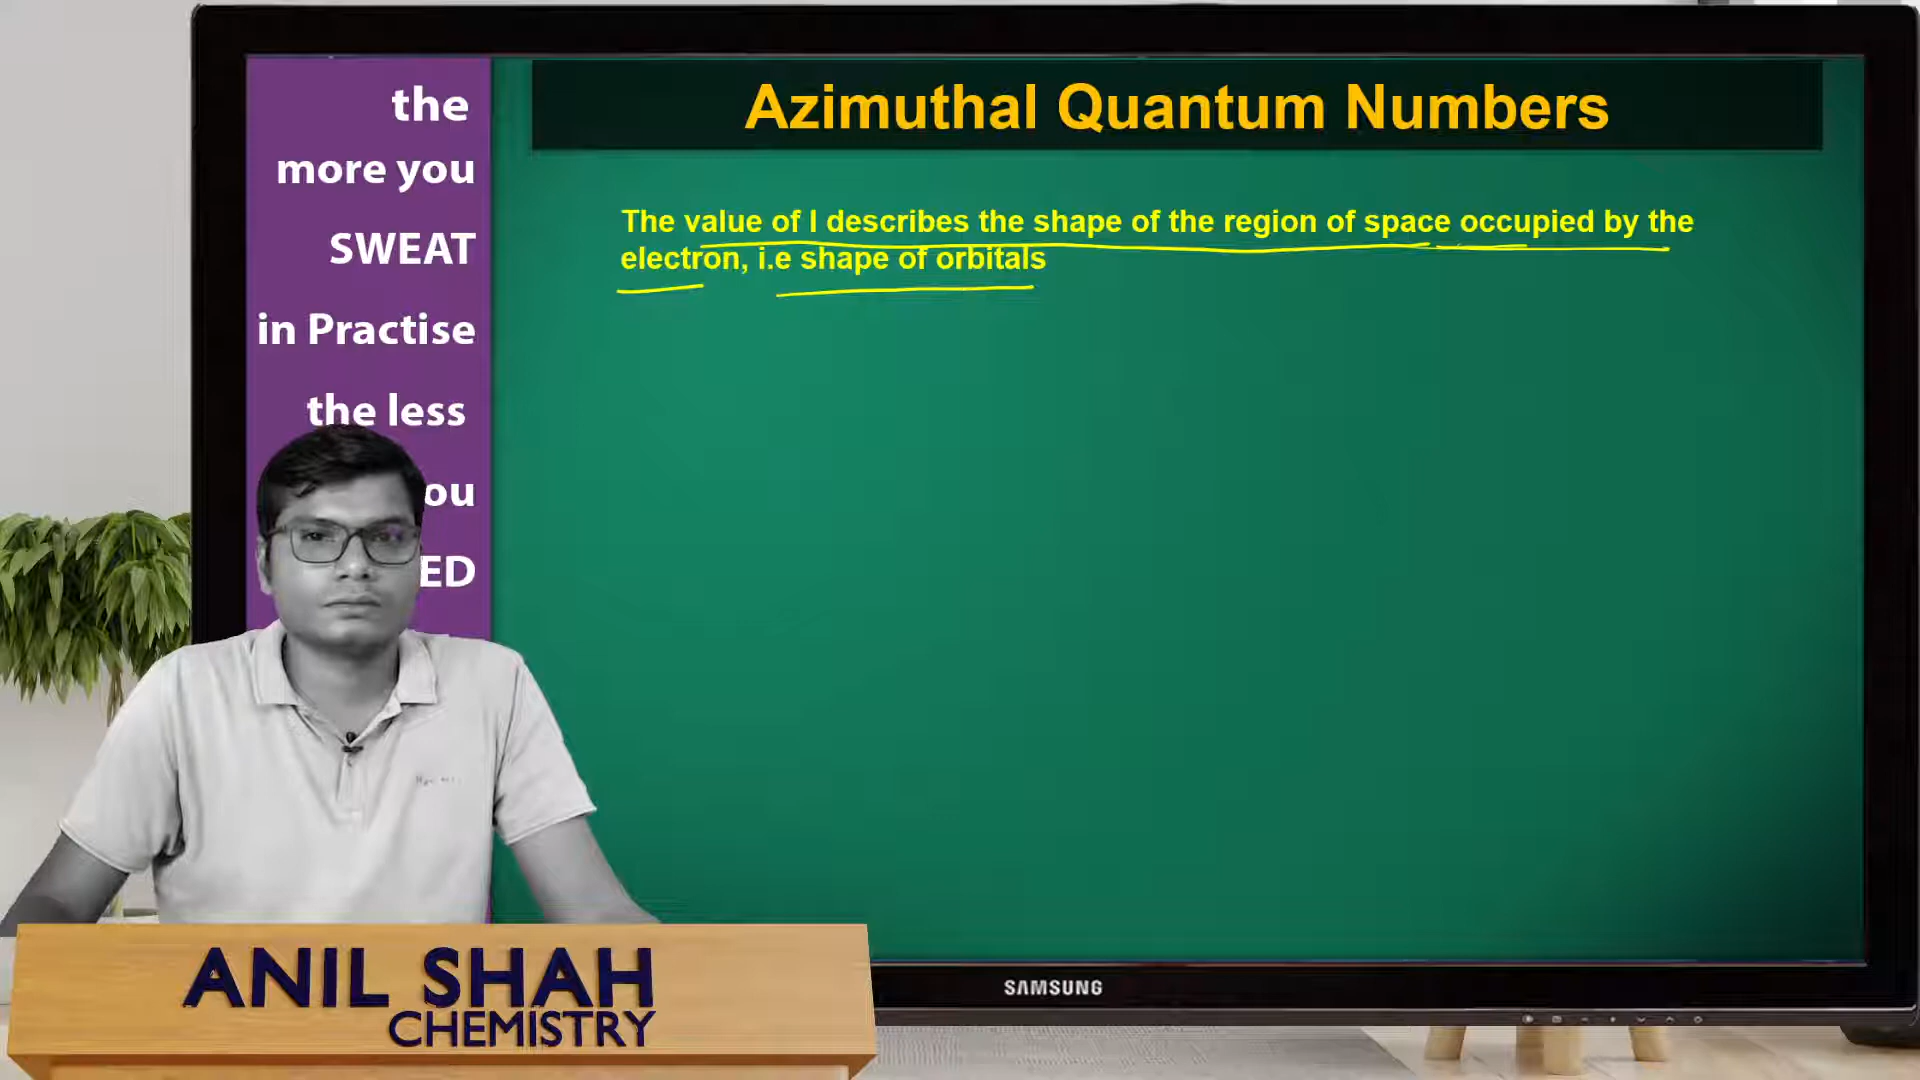 the
more you
SWEAT
in Practise
the less
ou
ED
Azimuthal Quantum Numbers
The value of l describes the shape of the region of space occupied by the
electron, i.e shape of orbitals
ANIL SHAH
CHEMISTRY
SAMSUNG